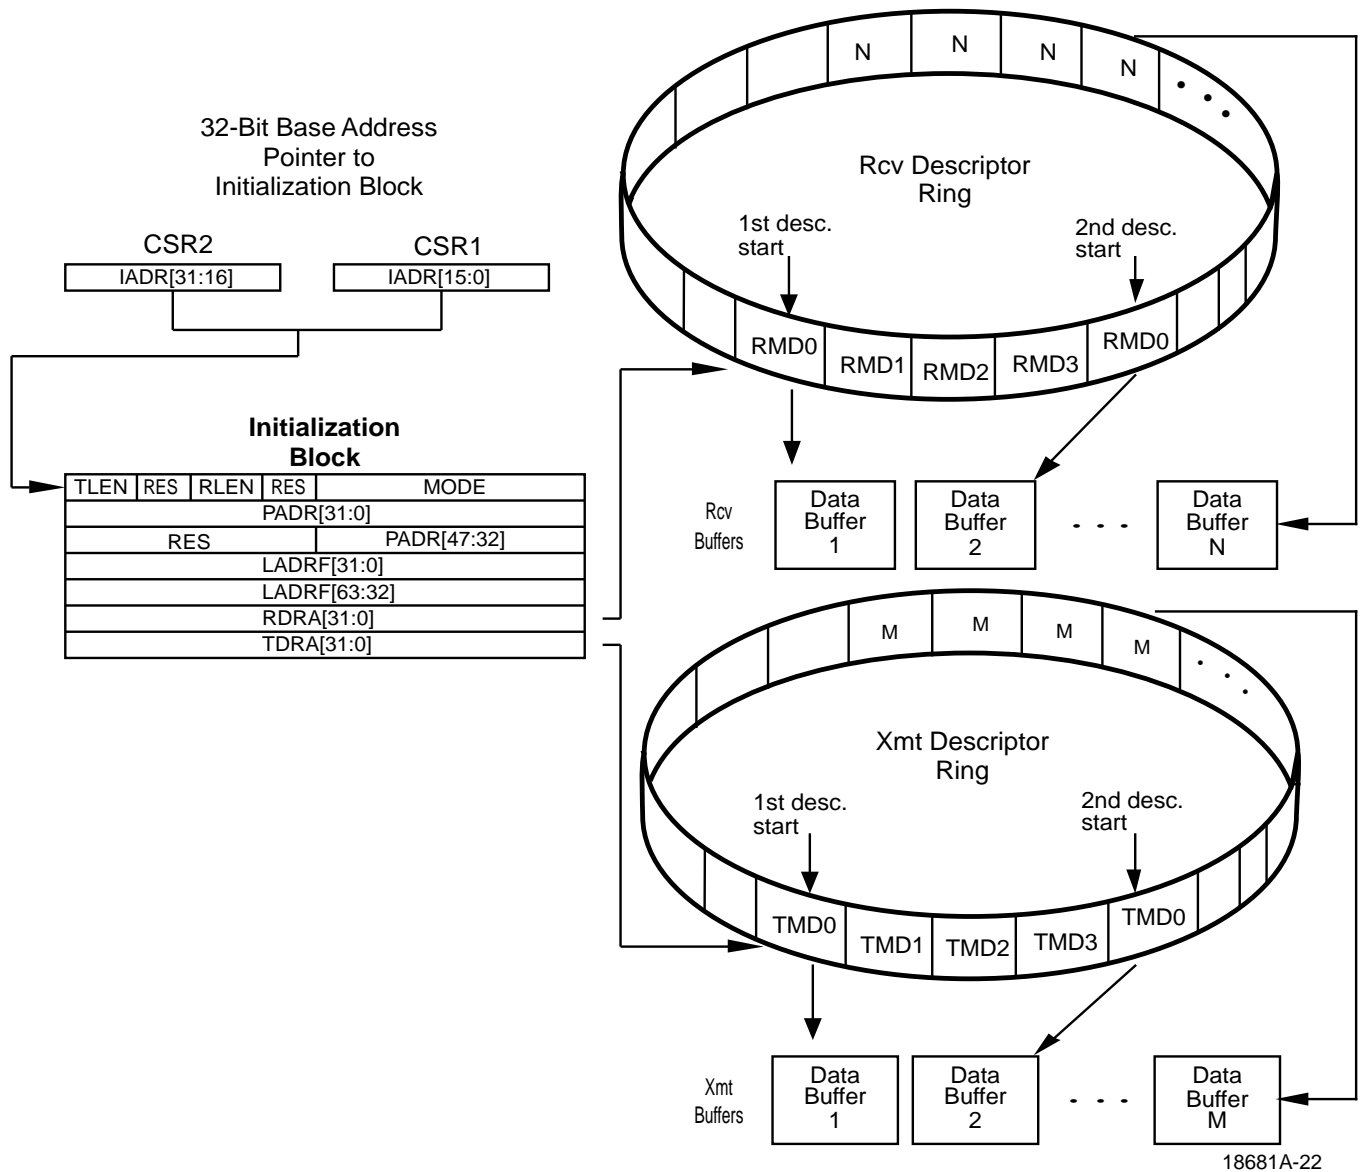 32-Bit Base Address
Pointer to
Initialization Block
CSR2
CSR1
IADR[31:16]
IADR[15:0]
Initialization
Block
TLEN RES RLEN RES MODE
PADR[31:0]
RES PADR[47:32]
LADRF[31:0]
LADRF[63:32]
RDRA[31:0]
TDRA[31:0]
N N N N
Rcv Descriptor
Ring
1st desc.
start
2nd desc.
start
RMD0 RMD1 RMD2 RMD3 RMD0
Rcv
Buffers
Data
Buffer
1
Data
Buffer
2
Data
Buffer
N
M M M M
Xmt Descriptor
Ring
1st desc.
start
2nd desc.
start
TMD0 TMD1 TMD2 TMD3 TMD0
Xmt
Buffers
Data
Buffer
1
Data
Buffer
2
Data
Buffer
M
18681A-22